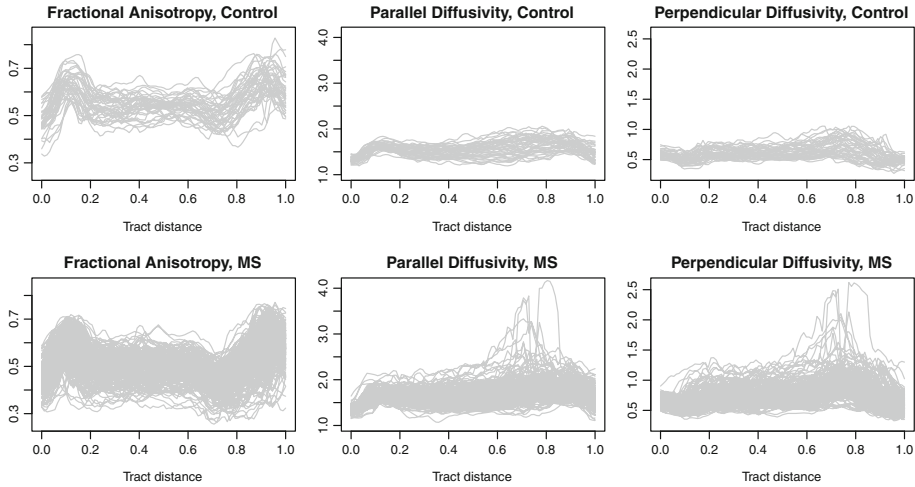 Fractional Anisotropy, Control
0.3 0.5 0.7
0.0 0.2 0.4 0.6 0.8 1.0
Tract distance
Parallel Diffusivity, Control
1.0 2.0 3.0 4.0
0.0 0.2 0.4 0.6 0.8 1.0
Tract distance
Perpendicular Diffusivity, Control
0.5 1.0 1.5 2.0 2.5
0.0 0.2 0.4 0.6 0.8 1.0
Tract distance
Fractional Anisotropy, MS
0.3 0.5 0.7
0.0 0.2 0.4 0.6 0.8 1.0
Tract distance
Parallel Diffusivity, MS
1.0 2.0 3.0 4.0
0.0 0.2 0.4 0.6 0.8 1.0
Tract distance
Perpendicular Diffusivity, MS
0.5 1.0 1.5 2.0 2.5
0.0 0.2 0.4 0.6 0.8 1.0
Tract distance